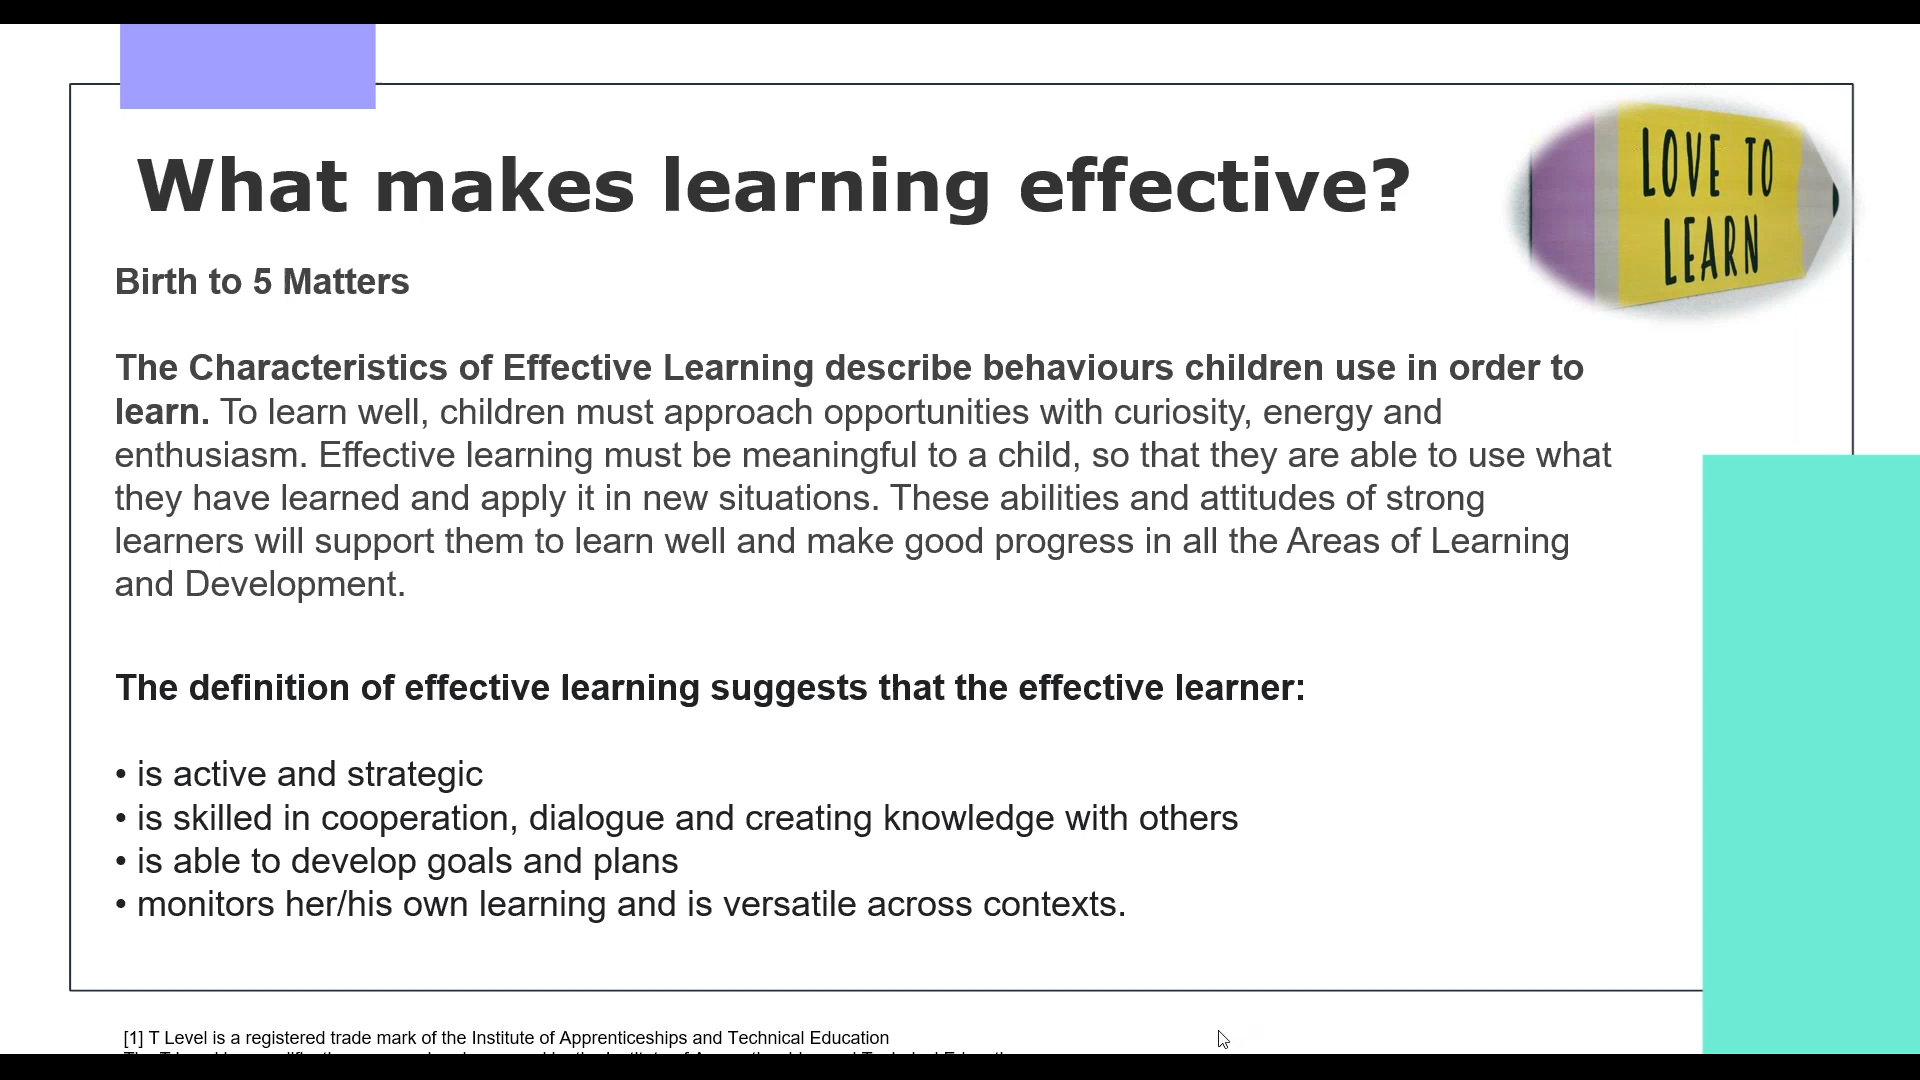 What makes learning effective?
LOVE TO
LEARN
Birth to 5 Matters
The Characteristics of Effective Learning describe behaviours children use in order to
learn. To learn well, children must approach opportunities with curiosity, energy and
enthusiasm. Effective learning must be meaningful to a child, so that they are able to use what
they have learned and apply it in new situations. These abilities and attitudes of strong
learners will support them to learn well and make good progress in all the Areas of Learning
and Development.
The definition of effective learning suggests that the effective learner:
• is active and strategic
• is skilled in cooperation, dialogue and creating knowledge with others
• is able to develop goals and plans
• monitors her/his own learning and is versatile across contexts.
[1] T Level is a registered trade mark of the Institute of Apprenticeships and Technical Education